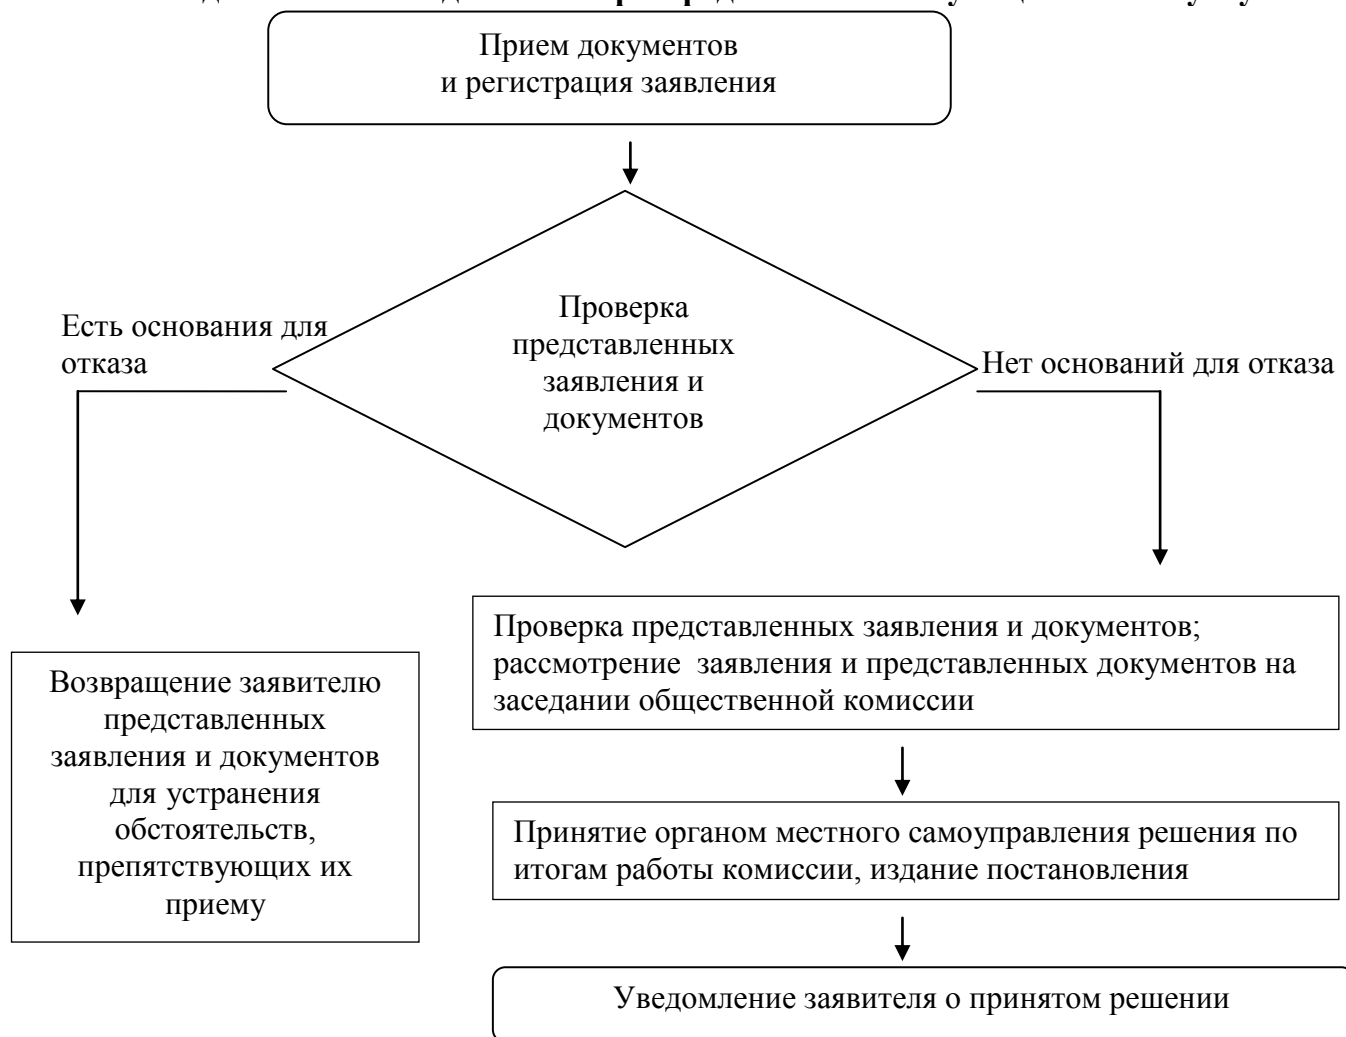 Прием документов
и регистрация заявления
Проверка
представленных
заявления и
документов
Есть основания для
отказа
Нет оснований для отказа
Проверка представленных заявления и документов;
рассмотрение  заявления и представленных документов на
заседании общественной комиссии
Возвращение заявителю
представленных
заявления и документов
для устранения
обстоятельств,
препятствующих их
приему
Принятие органом местного самоуправления решения по
итогам работы комиссии, издание постановления
Уведомление заявителя о принятом решении